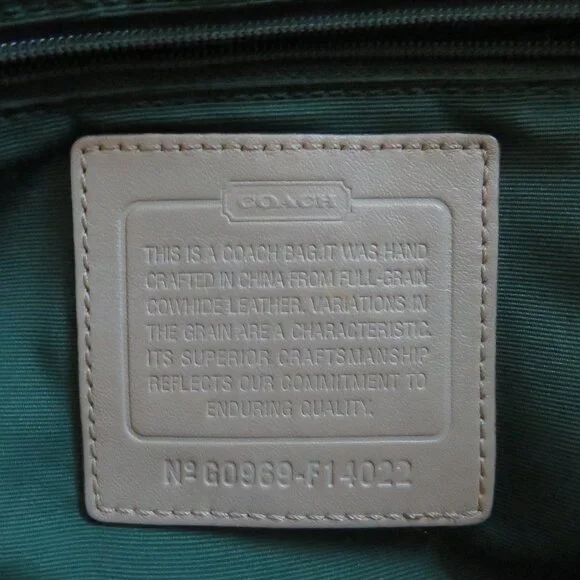 COACH
THIS IS A COACH BAG.IT WAS HAND
CRAFTED IN CHINA FROM FULL-GRAIN
COWHIDE LEATHER. VARIATIONS IN
THE GRAIN ARE A CHARACTERISTIC.
ITS SUPERIOR CRAFTSMANSHIP
REFLECTS OUR COMMITMENT TO
ENDURING QUALITY.
Nº G0969-F14022